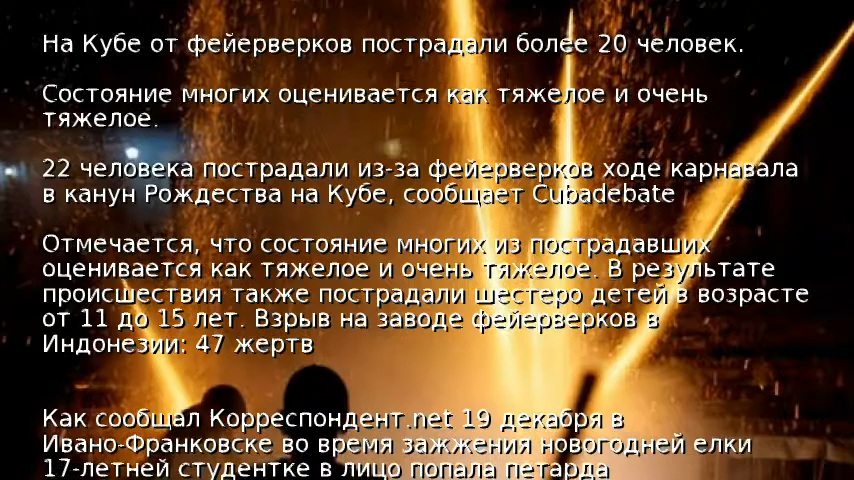 На Кубе от фейерверков пострадали более 20 человек.
Состояние многих оценивается как тяжелое и очень
тяжелое.
22 человека пострадали из-за фейерверков ходе карнавала
в канун Рождества на Кубе, сообщает Cubadebate
Отмечается, что состояние многих из пострадавших
оценивается как тяжелое и очень тяжелое. В результате
происшествия также пострадали шестеро детей в возрасте
от 11 до 15 лет. Взрыв на заводе фейерверков в
Индонезии: 47 жертв
Как сообщал Корреспондент.net 19 декабря в
Ивано-Франковске во время зажжения новогодней елки
17-летней студентке в лицо попала петарда